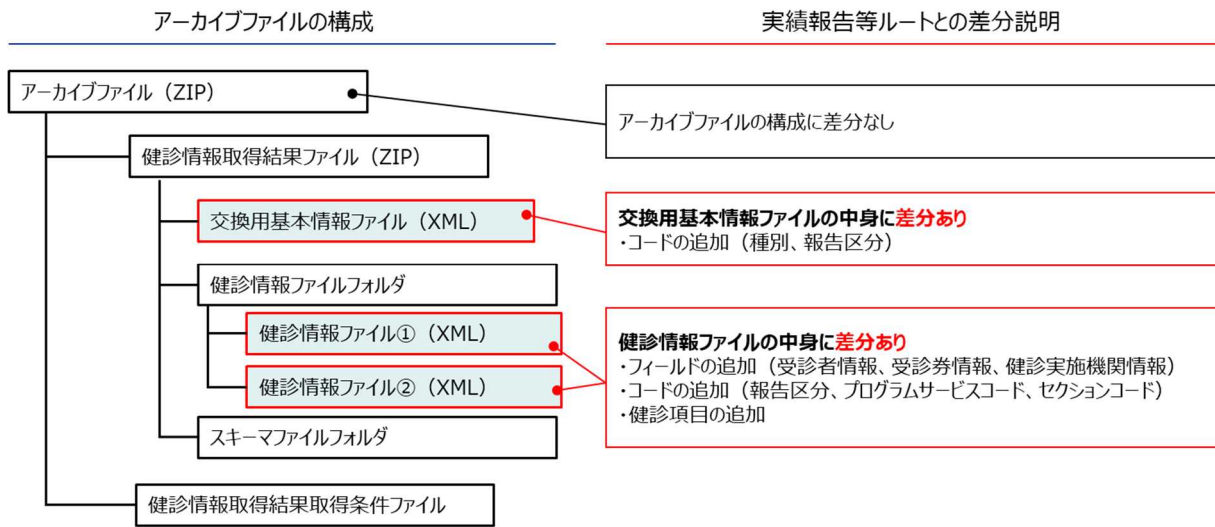 アーカイブファイルの構成
実績報告等ルートとの差分説明
アーカイブファイル（ZIP）
アーカイブファイルの構成に差分なし
健診情報取得結果ファイル（ZIP）
交換用基本情報ファイル（XML）
交換用基本情報ファイルの中身に差分あり
・コードの追加（種別、報告区分）
健診情報ファイルフォルダ
健診情報ファイル①（XML）
健診情報ファイル②（XML）
健診情報ファイルの中身に差分あり
・フィールドの追加（受診者情報、受診券情報、健診実施機関情報）
・コードの追加（報告区分、プログラムサービスコード、セクションコード）
・健診項目の追加
スキーマファイルフォルダ
健診情報取得結果取得条件ファイル